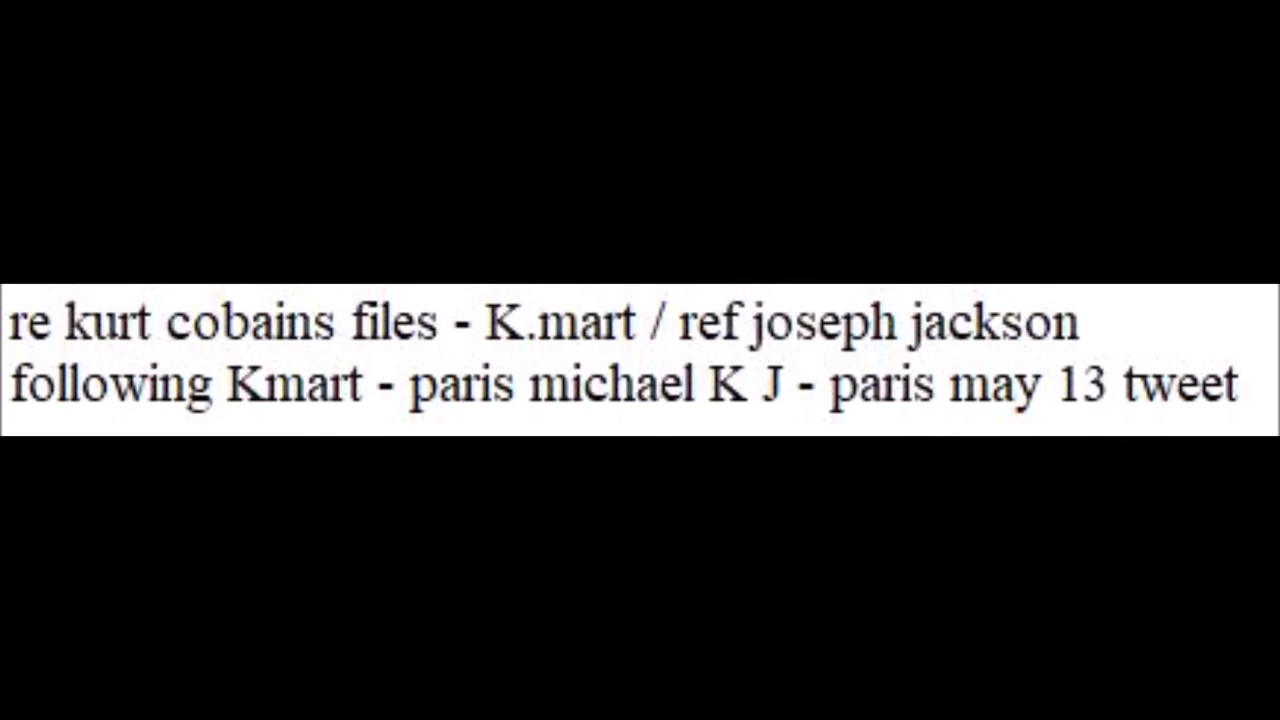 re kurt cobains files - K.mart / ref joseph jackson
following Kmart - paris michael K J - paris may 13 tweet